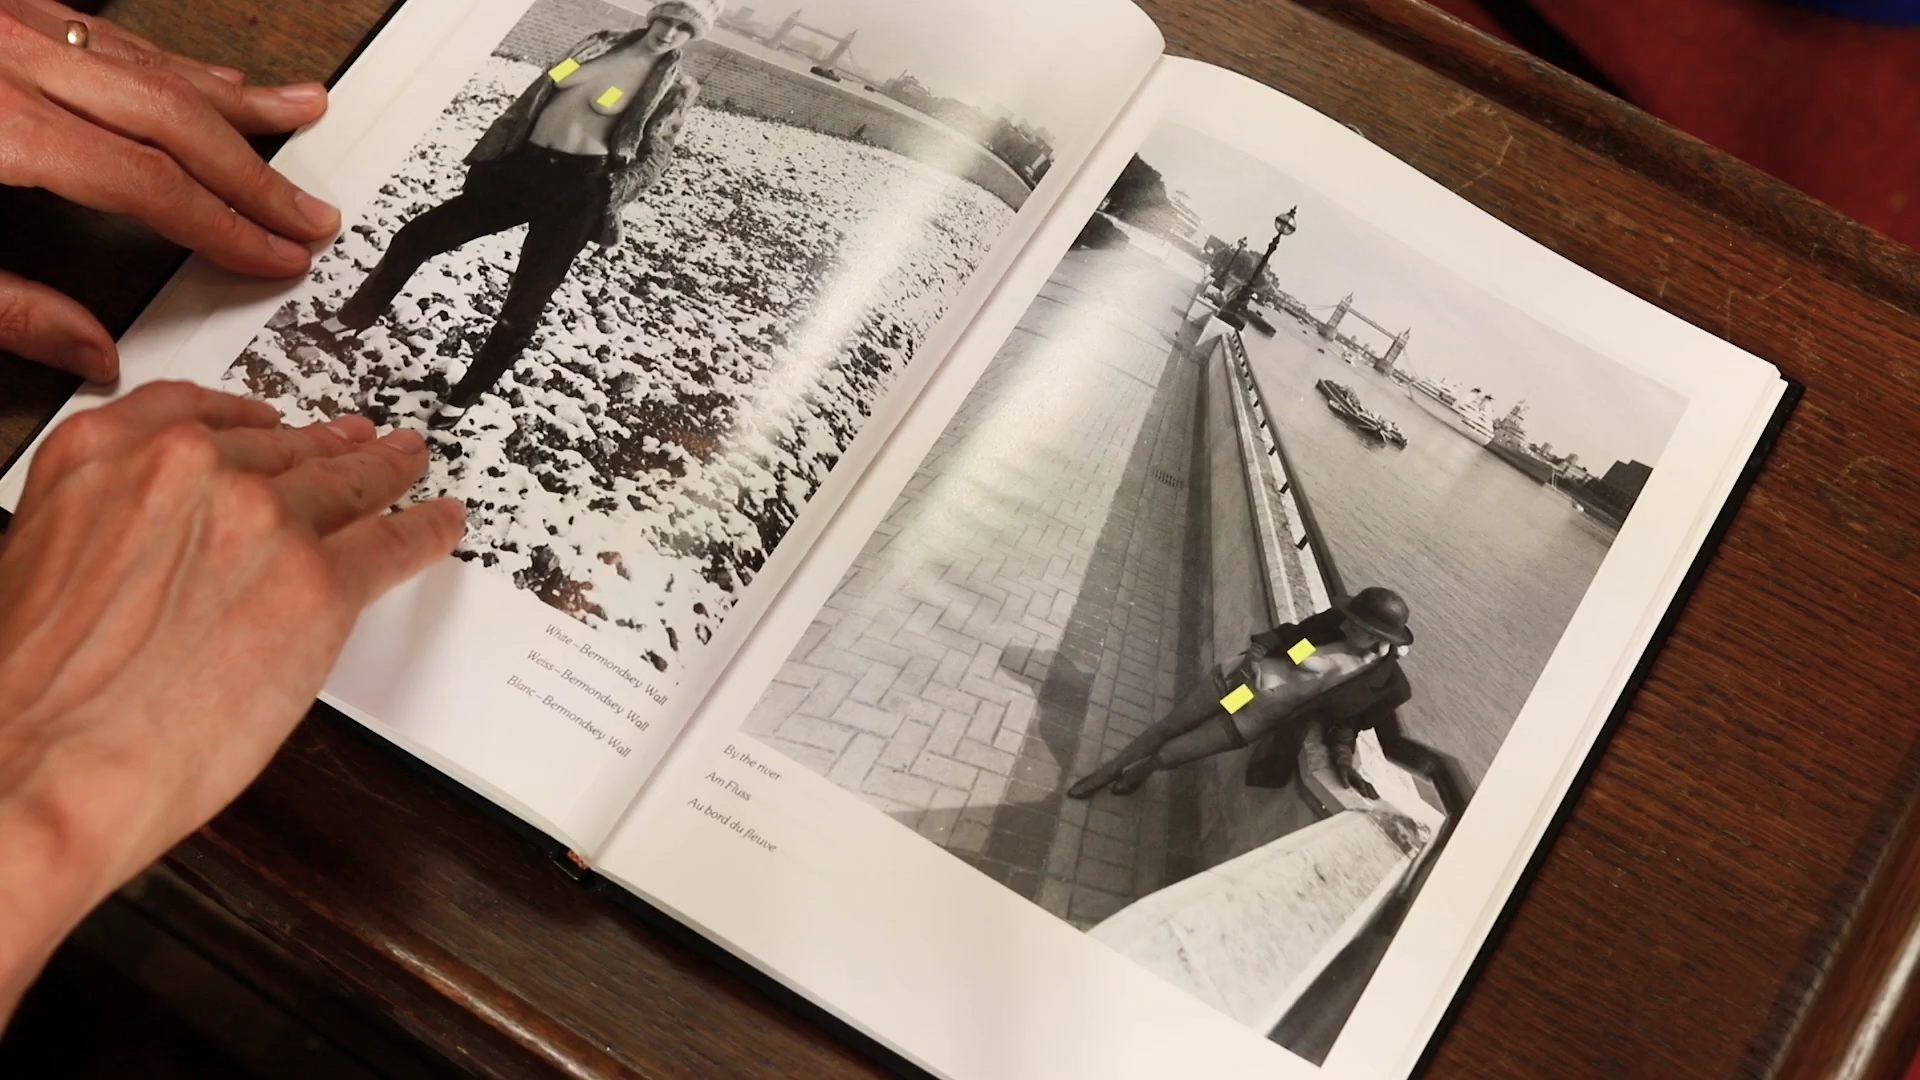 White – Bermondsey Wall
Weiss – Bermondsey Wall
Blanc – Bermondsey Wall
By the river
Am Fluss
Au bord du fleuve